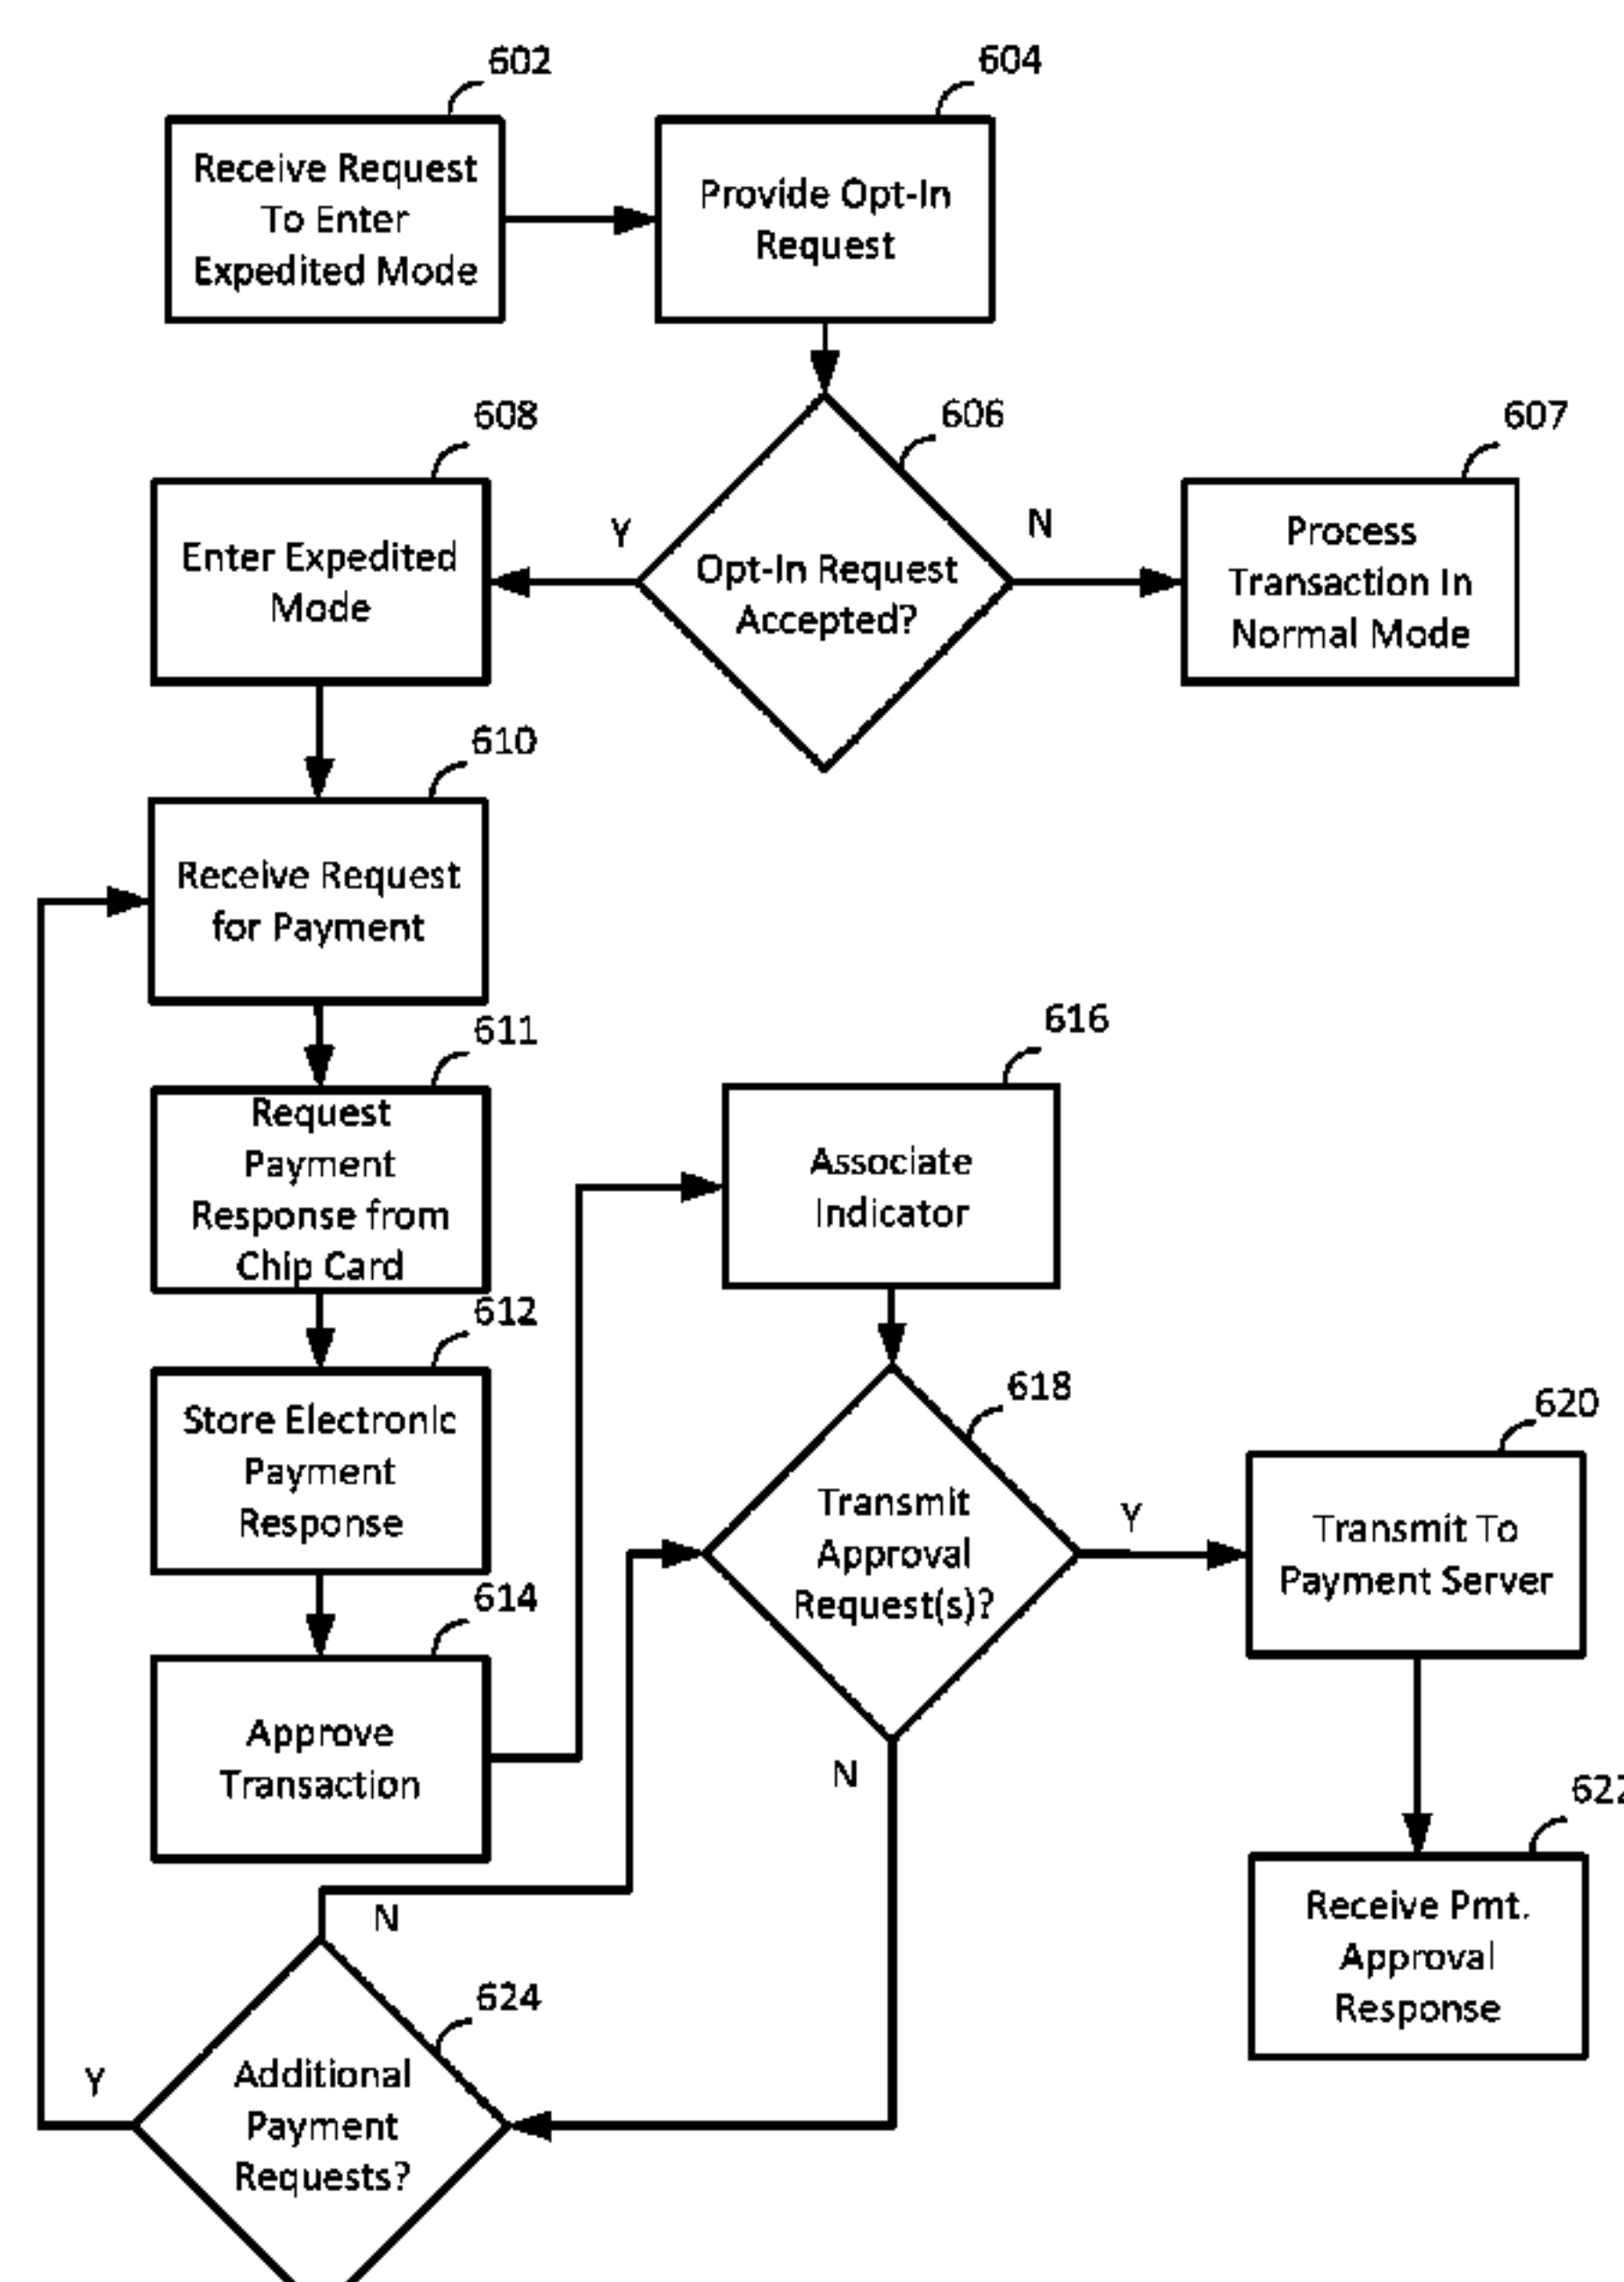 602
Receive Request
To Enter
Expedited Mode
604
Provide Opt-In
Request
606
Opt-In Request
Accepted?
Y
N
607
Process
Transaction In
Normal Mode
608
Enter Expedited
Mode
610
Receive Request
for Payment
611
Request
Payment
Response from
Chip Card
612
Store Electronic
Payment
Response
614
Approve
Transaction
616
Associate
Indicator
618
Transmit
Approval
Request(s)?
Y
N
620
Transmit To
Payment Server
622
Receive Pmt.
Approval
Response
624
Additional
Payment
Requests?
N
Y